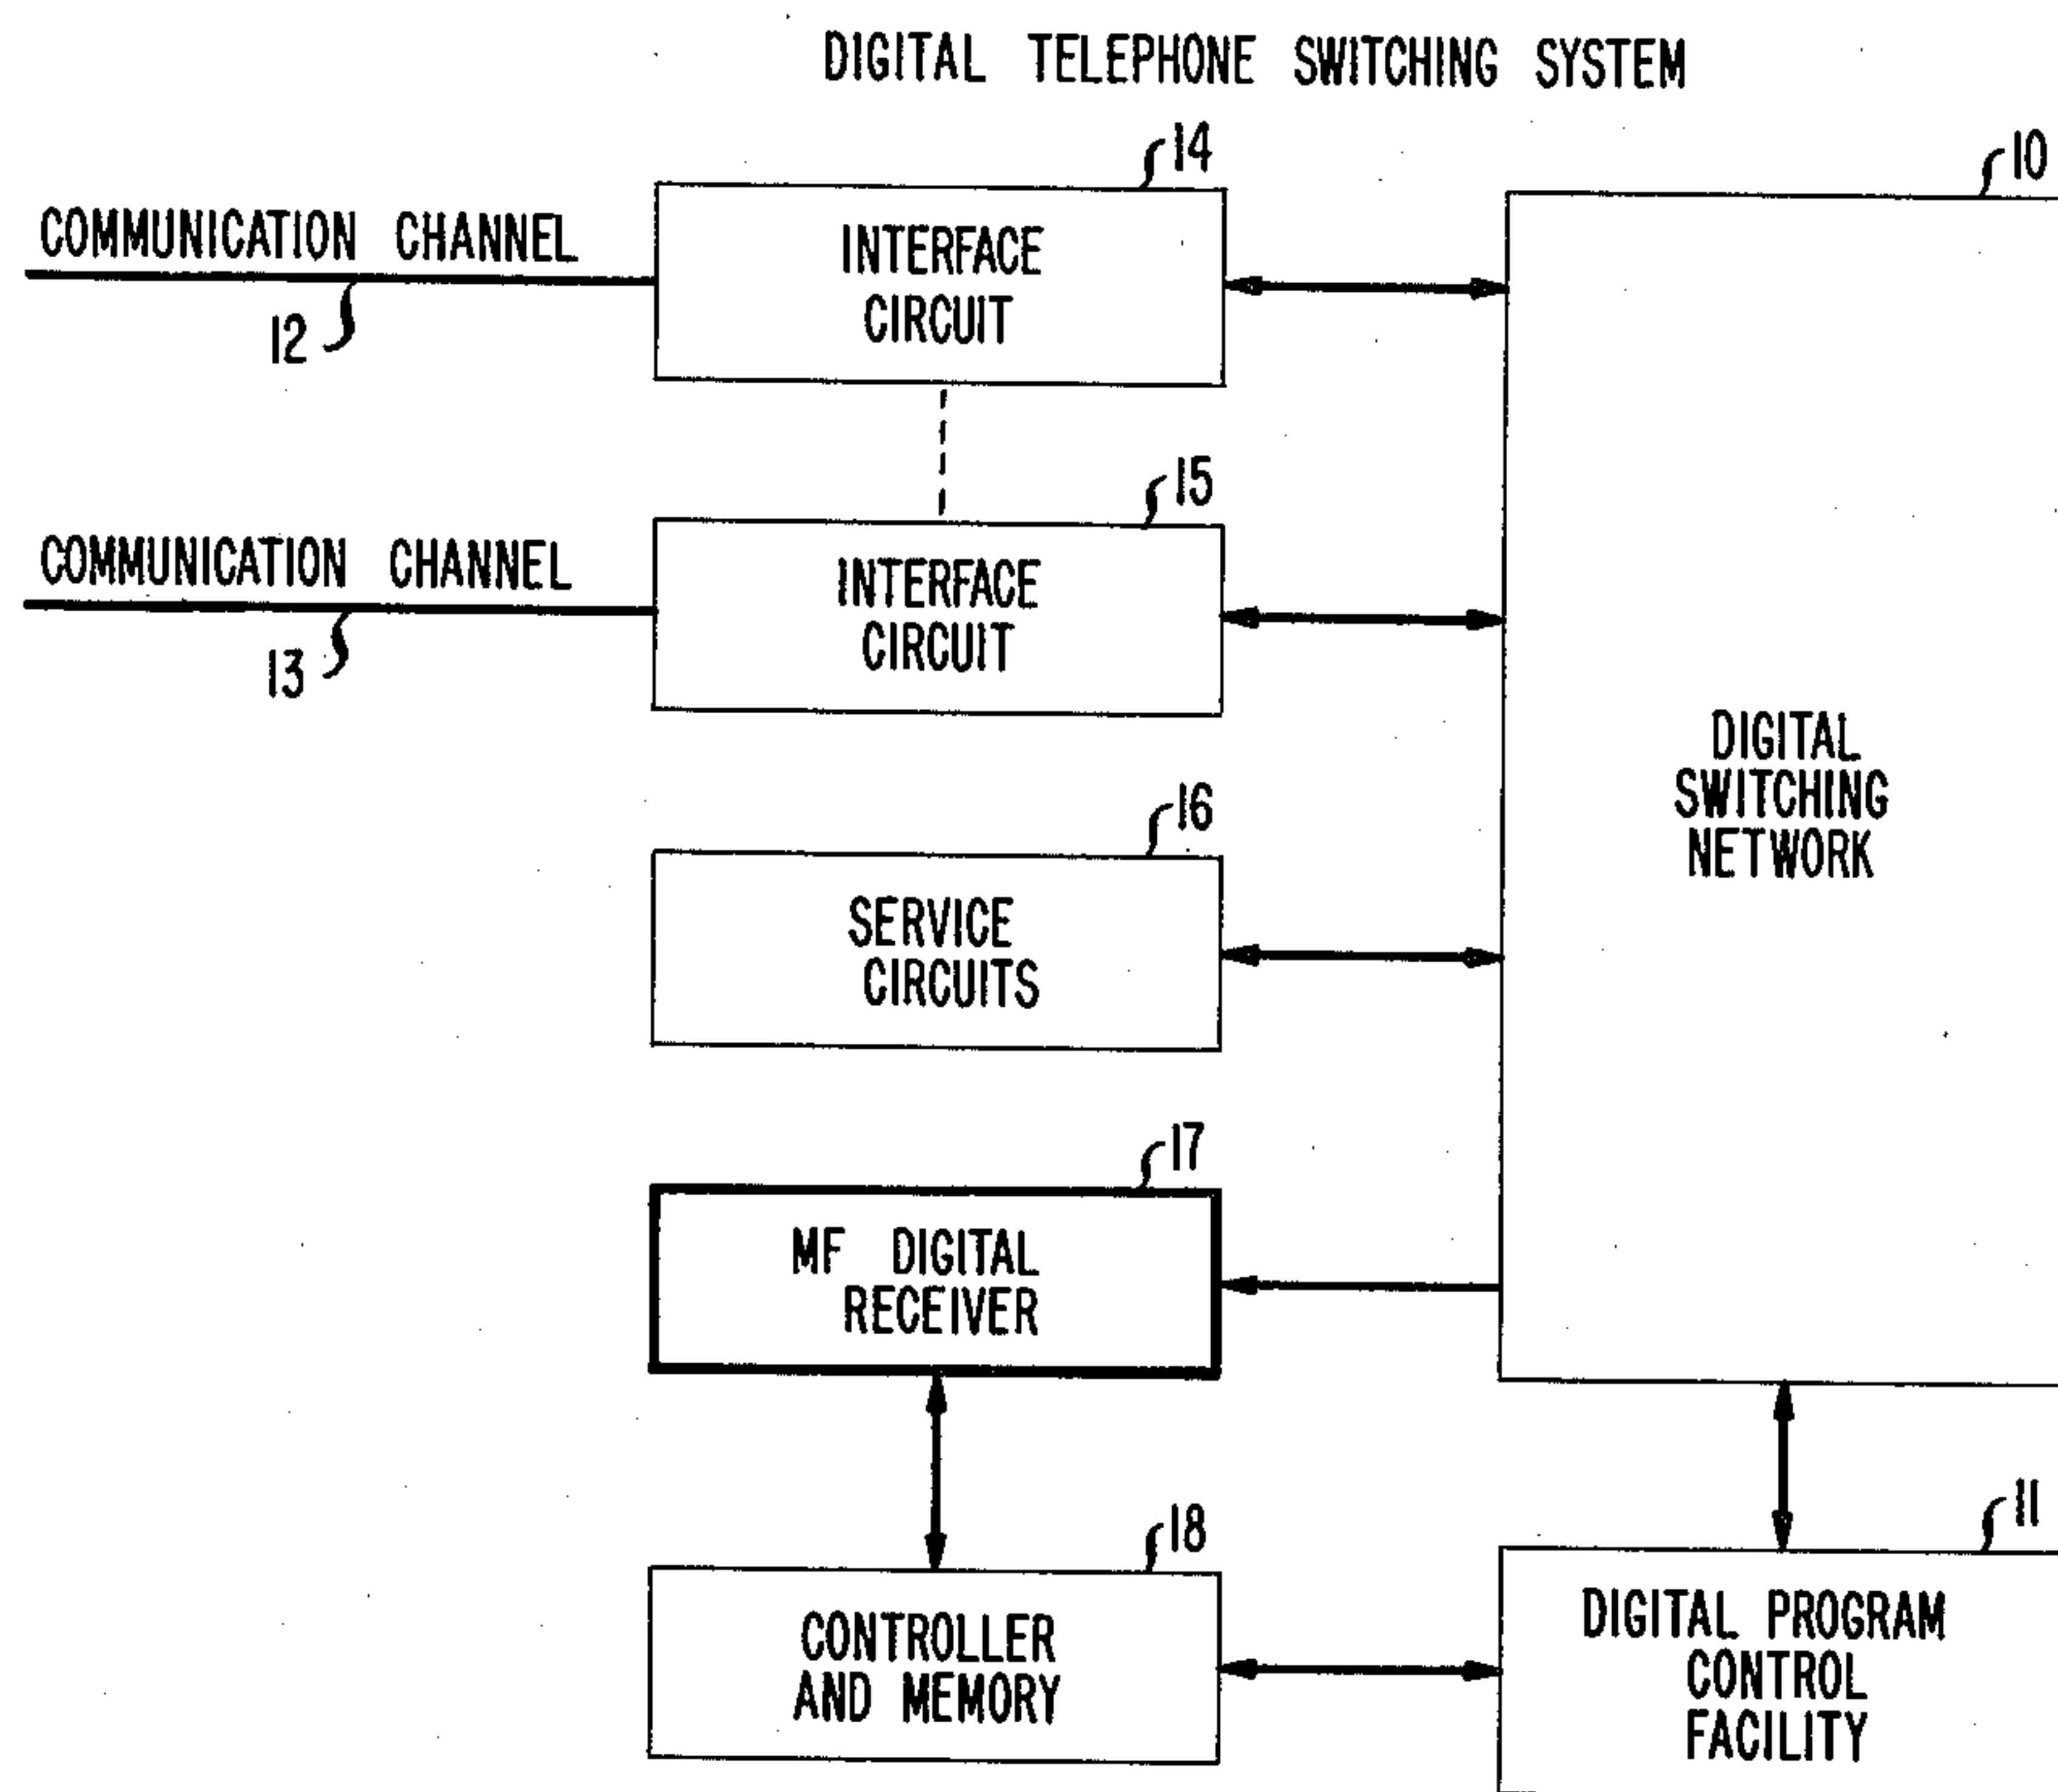 DIGITAL TELEPHONE SWITCHING SYSTEM
14
10
COMMUNICATION CHANNEL
INTERFACE
CIRCUIT
12
15
COMMUNICATION CHANNEL
INTERFACE
CIRCUIT
13
DIGITAL
SWITCHING
NETWORK
16
SERVICE
CIRCUITS
17
MF DIGITAL
RECEIVER
18
11
CONTROLLER
AND MEMORY
DIGITAL PROGRAM
CONTROL
FACILITY